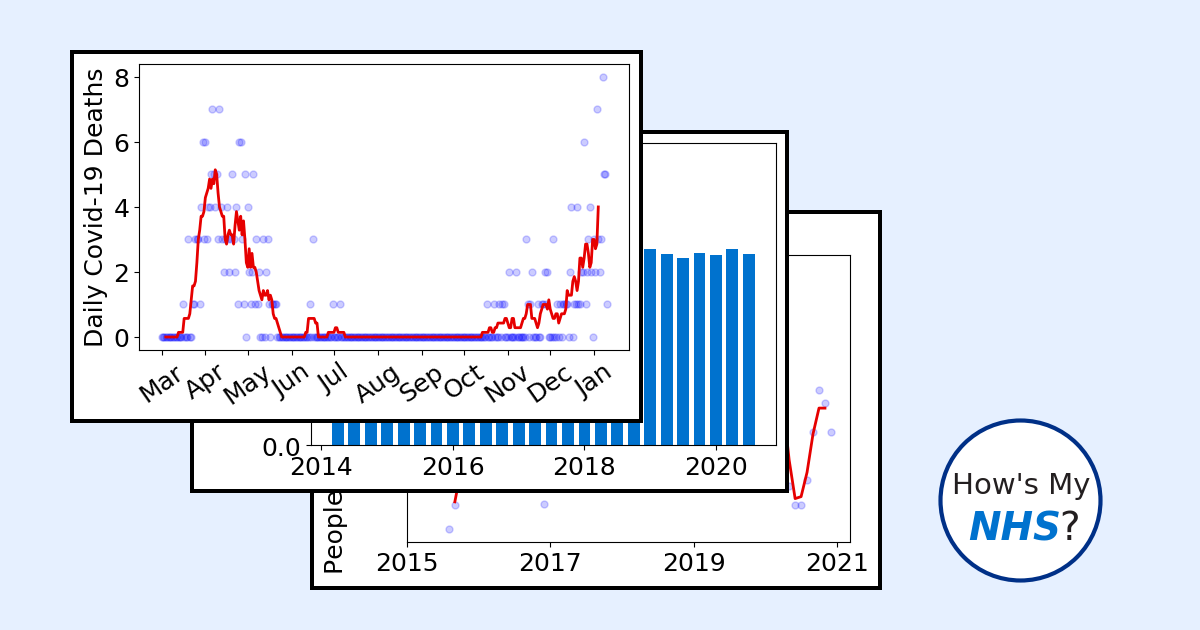 Daily Covid-19 Deaths
8
6
4
2
0
Mar Apr May Jun Jul Aug Sep Oct Nov Dec Jan
0.0
2014 2016 2018 2020
People
2015 2017 2019 2021
How's My
NHS?